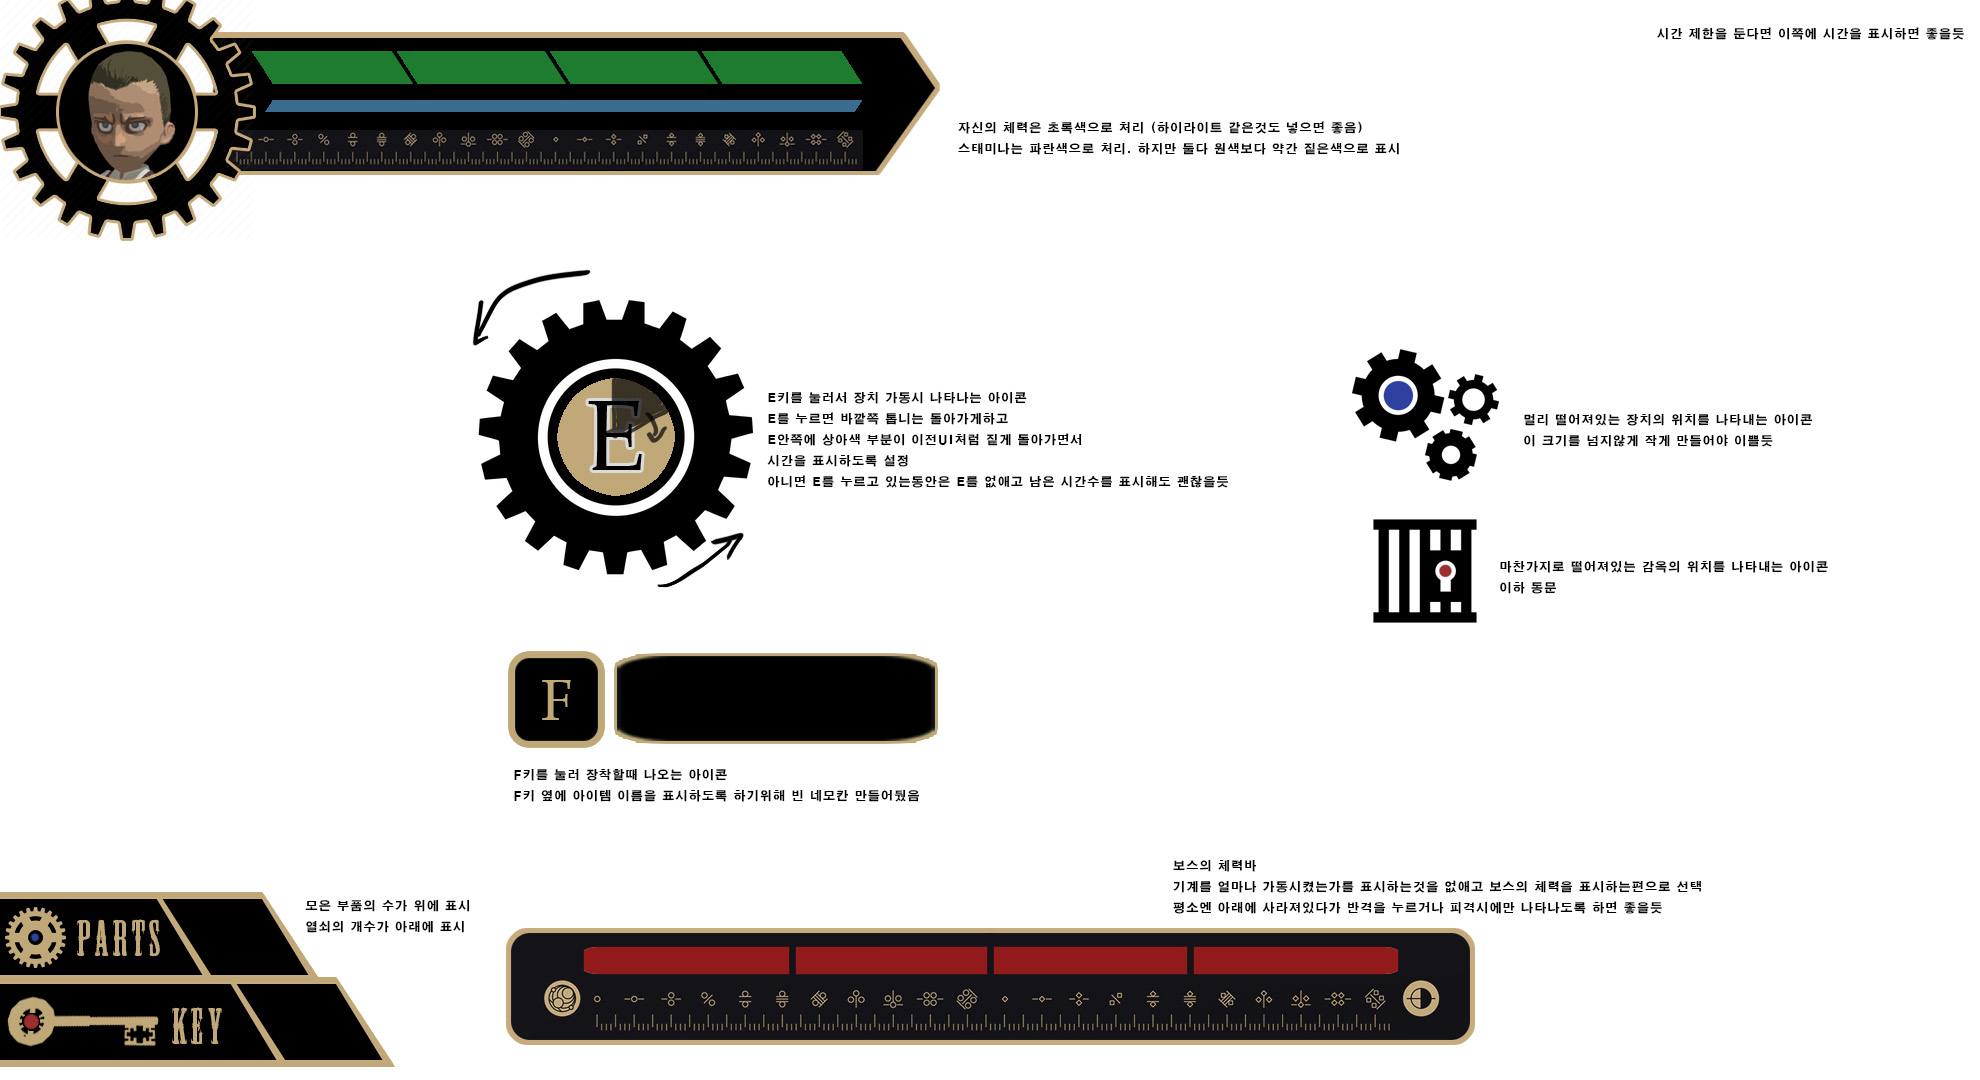 시간 제한을 둔다면 이쪽에 시간을 표시하면 좋을듯
자신의 체력은 초록색으로 처리 (하이라이트 같은것도 넣으면 좋음)
스태미나는 파란색으로 처리. 하지만 둘다 원색보다 약간 짙은색으로 표시
E
E키를 눌러서 장치 가동시 나타나는 아이콘
E를 누르면 바깥쪽 톱니는 돌아가게하고
E안쪽에 상아색 부분이 이전UI처럼 짙게 돌아가면서
시간을 표시하도록 설정
아니면 E를 누르고 있는동안은 E를 없애고 남은 시간수를 표시해도 괜찮을듯
멀리 떨어져있는 장치의 위치를 나타내는 아이콘
이 크기를 넘지않게 작게 만들어야 이쁠듯
마찬가지로 떨어져있는 감옥의 위치를 나타내는 아이콘
이하 동문
F
F키를 눌러 장착할때 나오는 아이콘
F키 옆에 아이템 이름을 표시하도록 하기위해 빈 네모칸 만들어뒀음
보스의 체력바
기계를 얼마나 가동시켰는가를 표시하는것을 없애고 보스의 체력을 표시하는편으로 선택
평소엔 아래에 사라져있다가 반격을 누르거나 피격시에만 나타나도록 하면 좋을듯
모은 부품의 수가 위에 표시
열쇠의 개수가 아래에 표시
PARTS
KEY